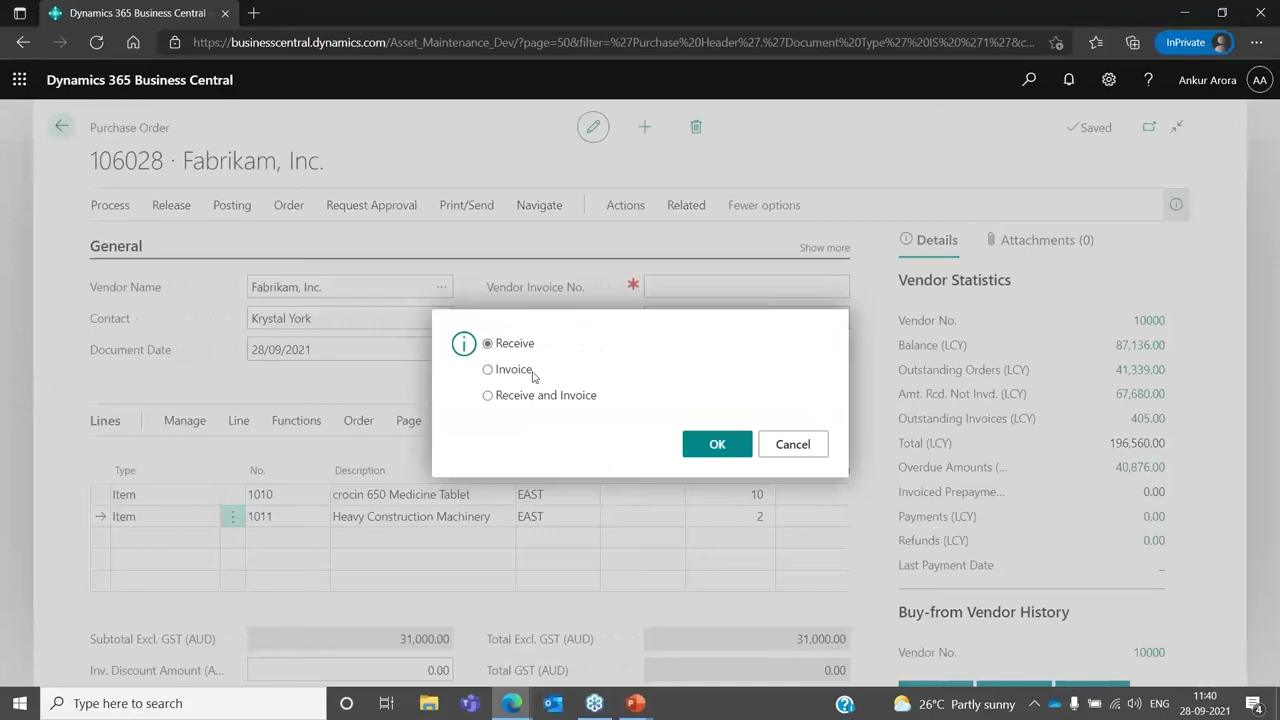 Dynamics 365 Business Central -
https://businesscentral.dynamics.com/Asset_Maintenance_Dev/?page=50&filter=%27Purchase%20Header%27.%27Document%20Type%27%20IS%20%271%27&c...
InPrivate
Dynamics 365 Business Central
Ankur Arora AA
Purchase Order
Saved
106028 · Fabrikam, Inc.
Process Release Posting Order Request Approval Print/Send Navigate Actions Related Fewer options
General
Show more
Details Attachments (0)
Vendor Name Fabrikam, Inc. ··· Vendor Invoice No. *
Contact Krystal York
Document Date 28/09/2021
Receive
Invoice
Receive and Invoice
OK Cancel
Vendor Statistics
Vendor No. 10000
Balance (LCY) 87,136.00
Outstanding Orders (LCY) 41,339.00
Amt. Rcd. Not Invd. (LCY) 67,680.00
Outstanding Invoices (LCY) 405.00
Total (LCY) 196,560.00
Overdue Amounts (... 40,876.00
Invoiced Prepayme... 0.00
Payments (LCY) 0.00
Refunds (LCY) 0.00
Last Payment Date _
Lines Manage Line Functions Order Page
Type No. Description
Item 1010 crocin 650 Medicine Tablet EAST 10
Item 1011 Heavy Construction Machinery EAST 2
Subtotal Excl. GST (AUD) 31,000.00 Total Excl. GST (AUD) 31,000.00
Inv. Discount Amount (A... 0.00 Total GST (AUD) 0.00
Buy-from Vendor History
Vendor No. 10000
Type here to search
26°C Partly sunny
ENG
11:40
28-09-2021
4